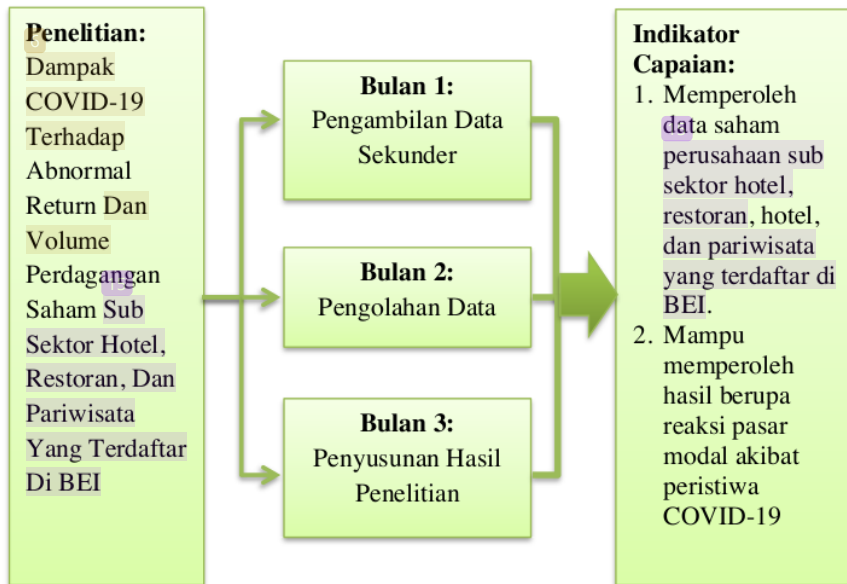 Penelitian:
Dampak
COVID-19
Terhadap
Abnormal
Return Dan
Volume
Perdagangan
Saham Sub
Sektor Hotel,
Restoran, Dan
Pariwisata
Yang Terdaftar
Di BEI
Bulan 1:
Pengambilan Data
Sekunder
Bulan 2:
Pengolahan Data
Bulan 3:
Penyusunan Hasil
Penelitian
Indikator
Capaian:
1. Memperoleh
data saham
perusahaan sub
sektor hotel,
restoran, hotel,
dan pariwisata
yang terdaftar di
BEI.
2. Mampu
memperoleh
hasil berupa
reaksi pasar
modal akibat
peristiwa
COVID-19